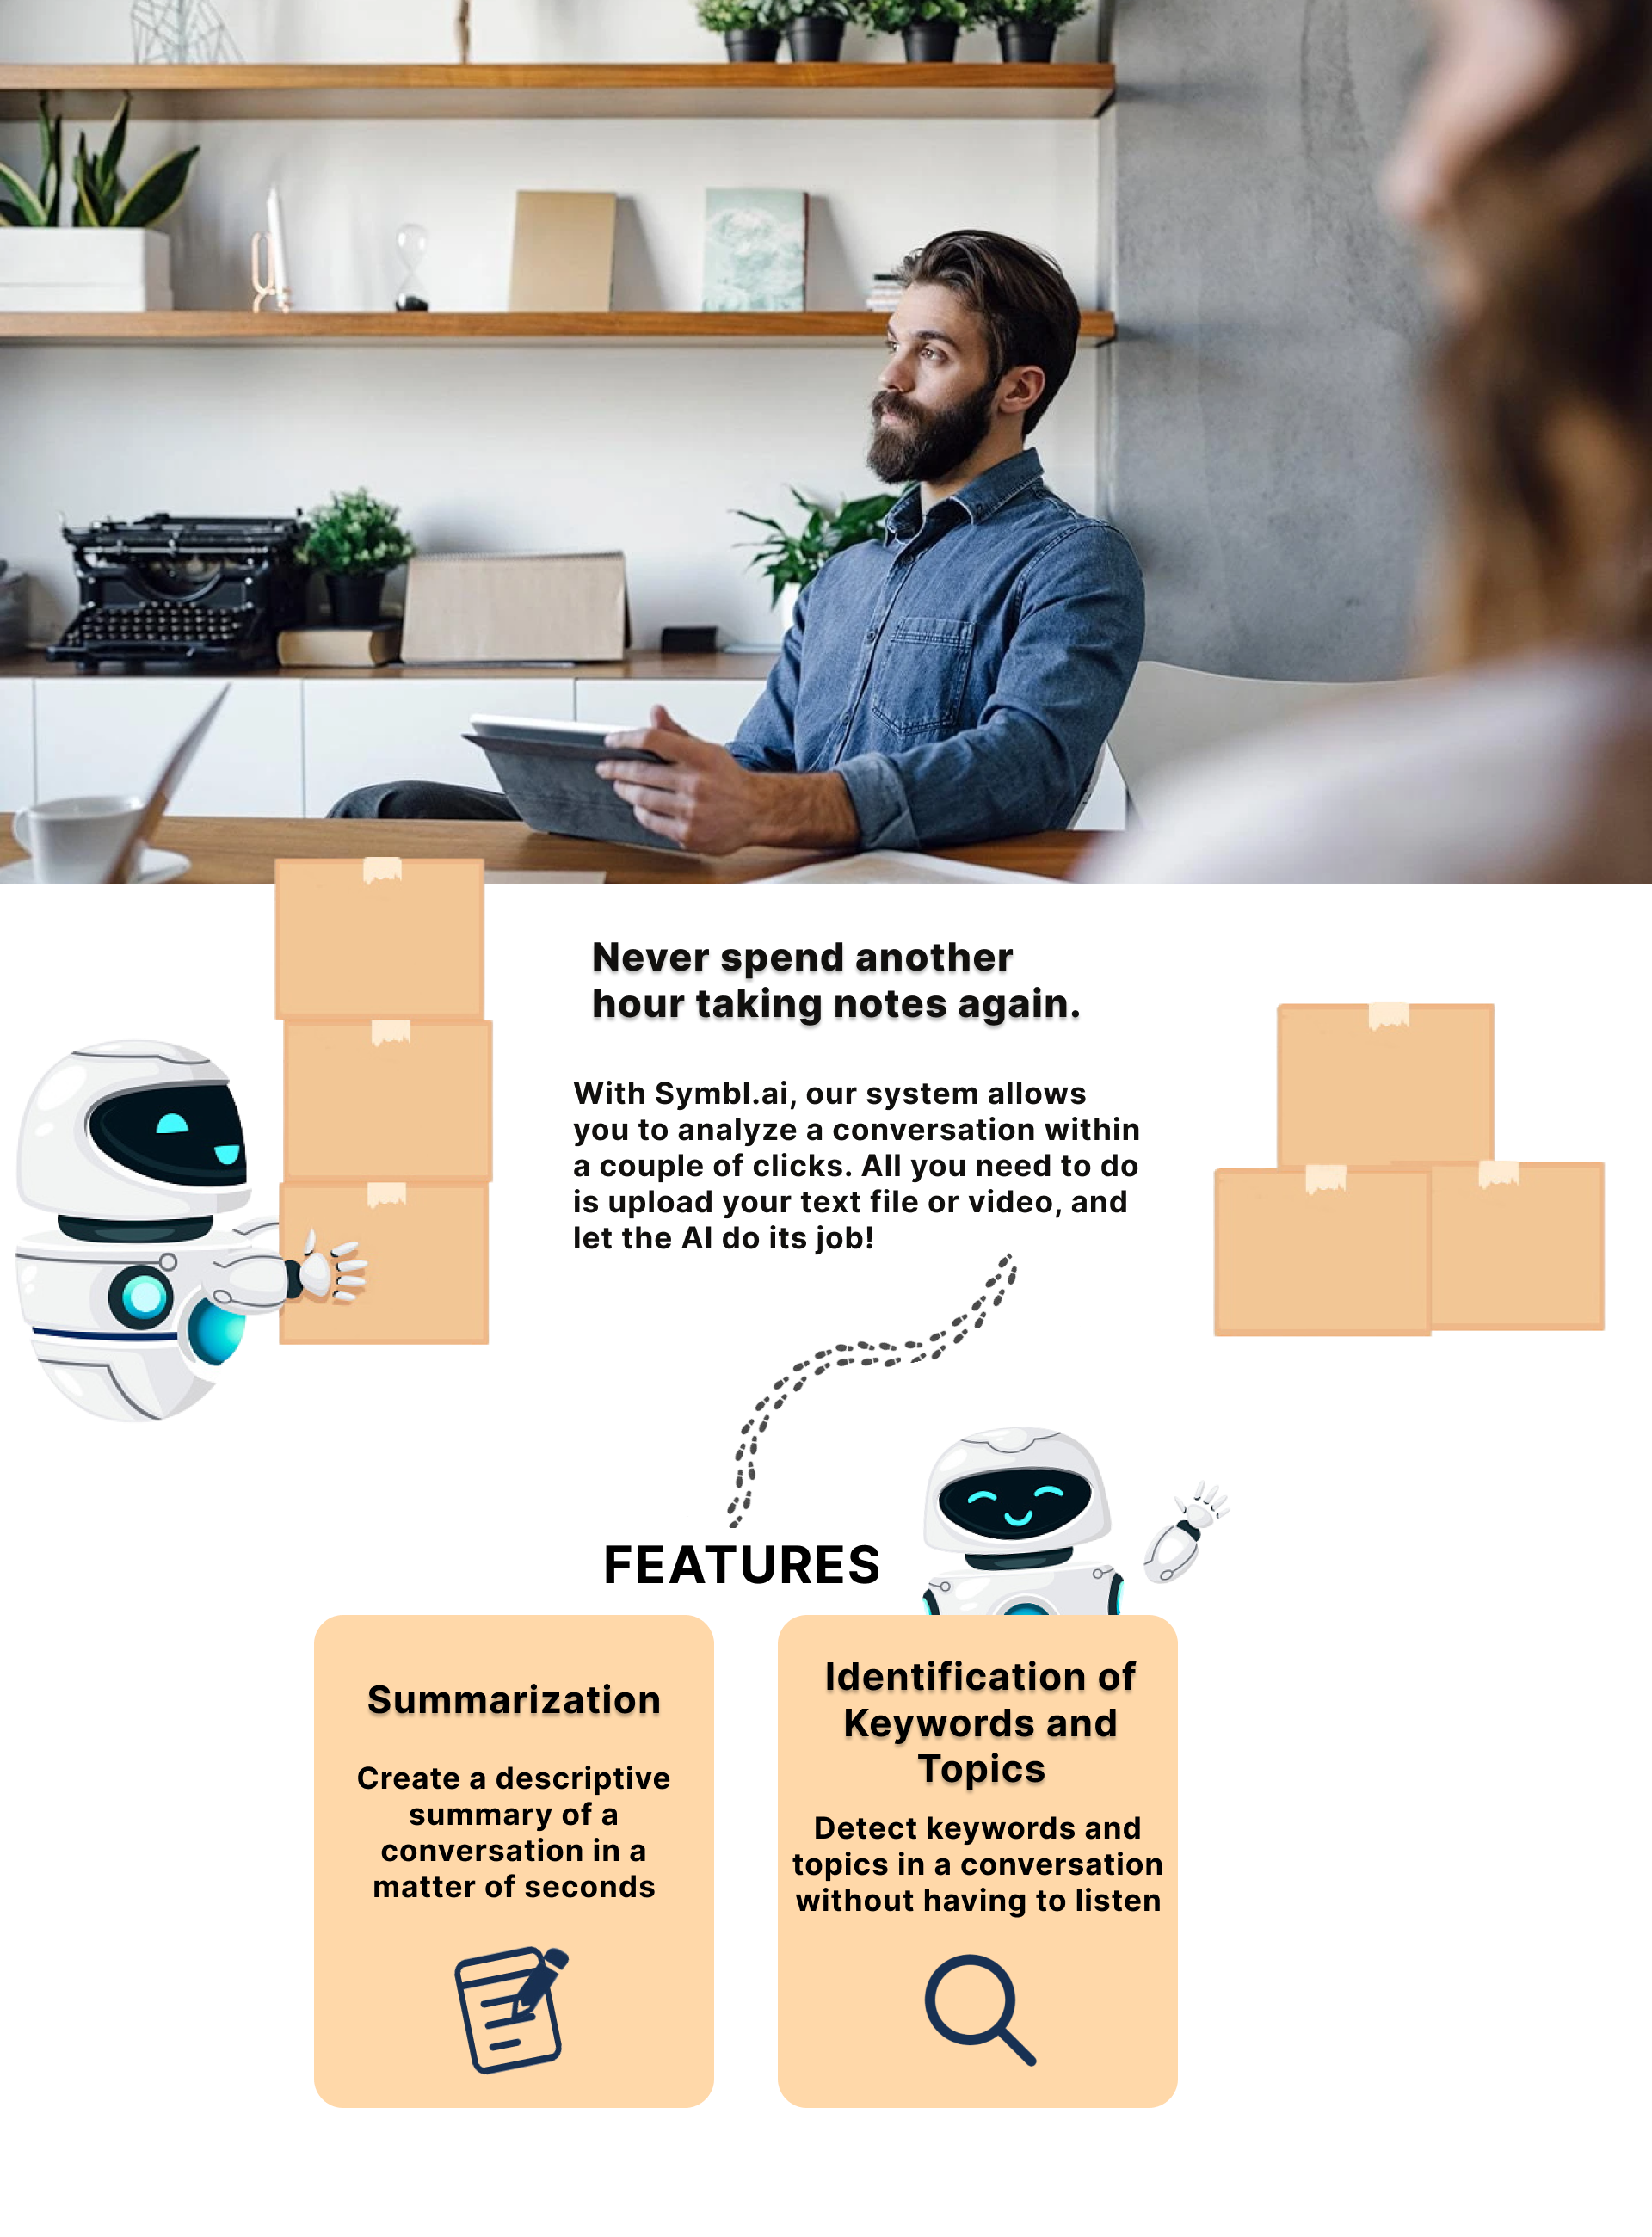 Never spend another
hour taking notes again.
With Symbl.ai, our system allows
you to analyze a conversation within
a couple of clicks. All you need to do
is upload your text file or video, and
let the AI do its job!
FEATURES
Summarization
Create a descriptive
summary of a
conversation in a
matter of seconds
Identification of
Keywords and
Topics
Detect keywords and
topics in a conversation
without having to listen